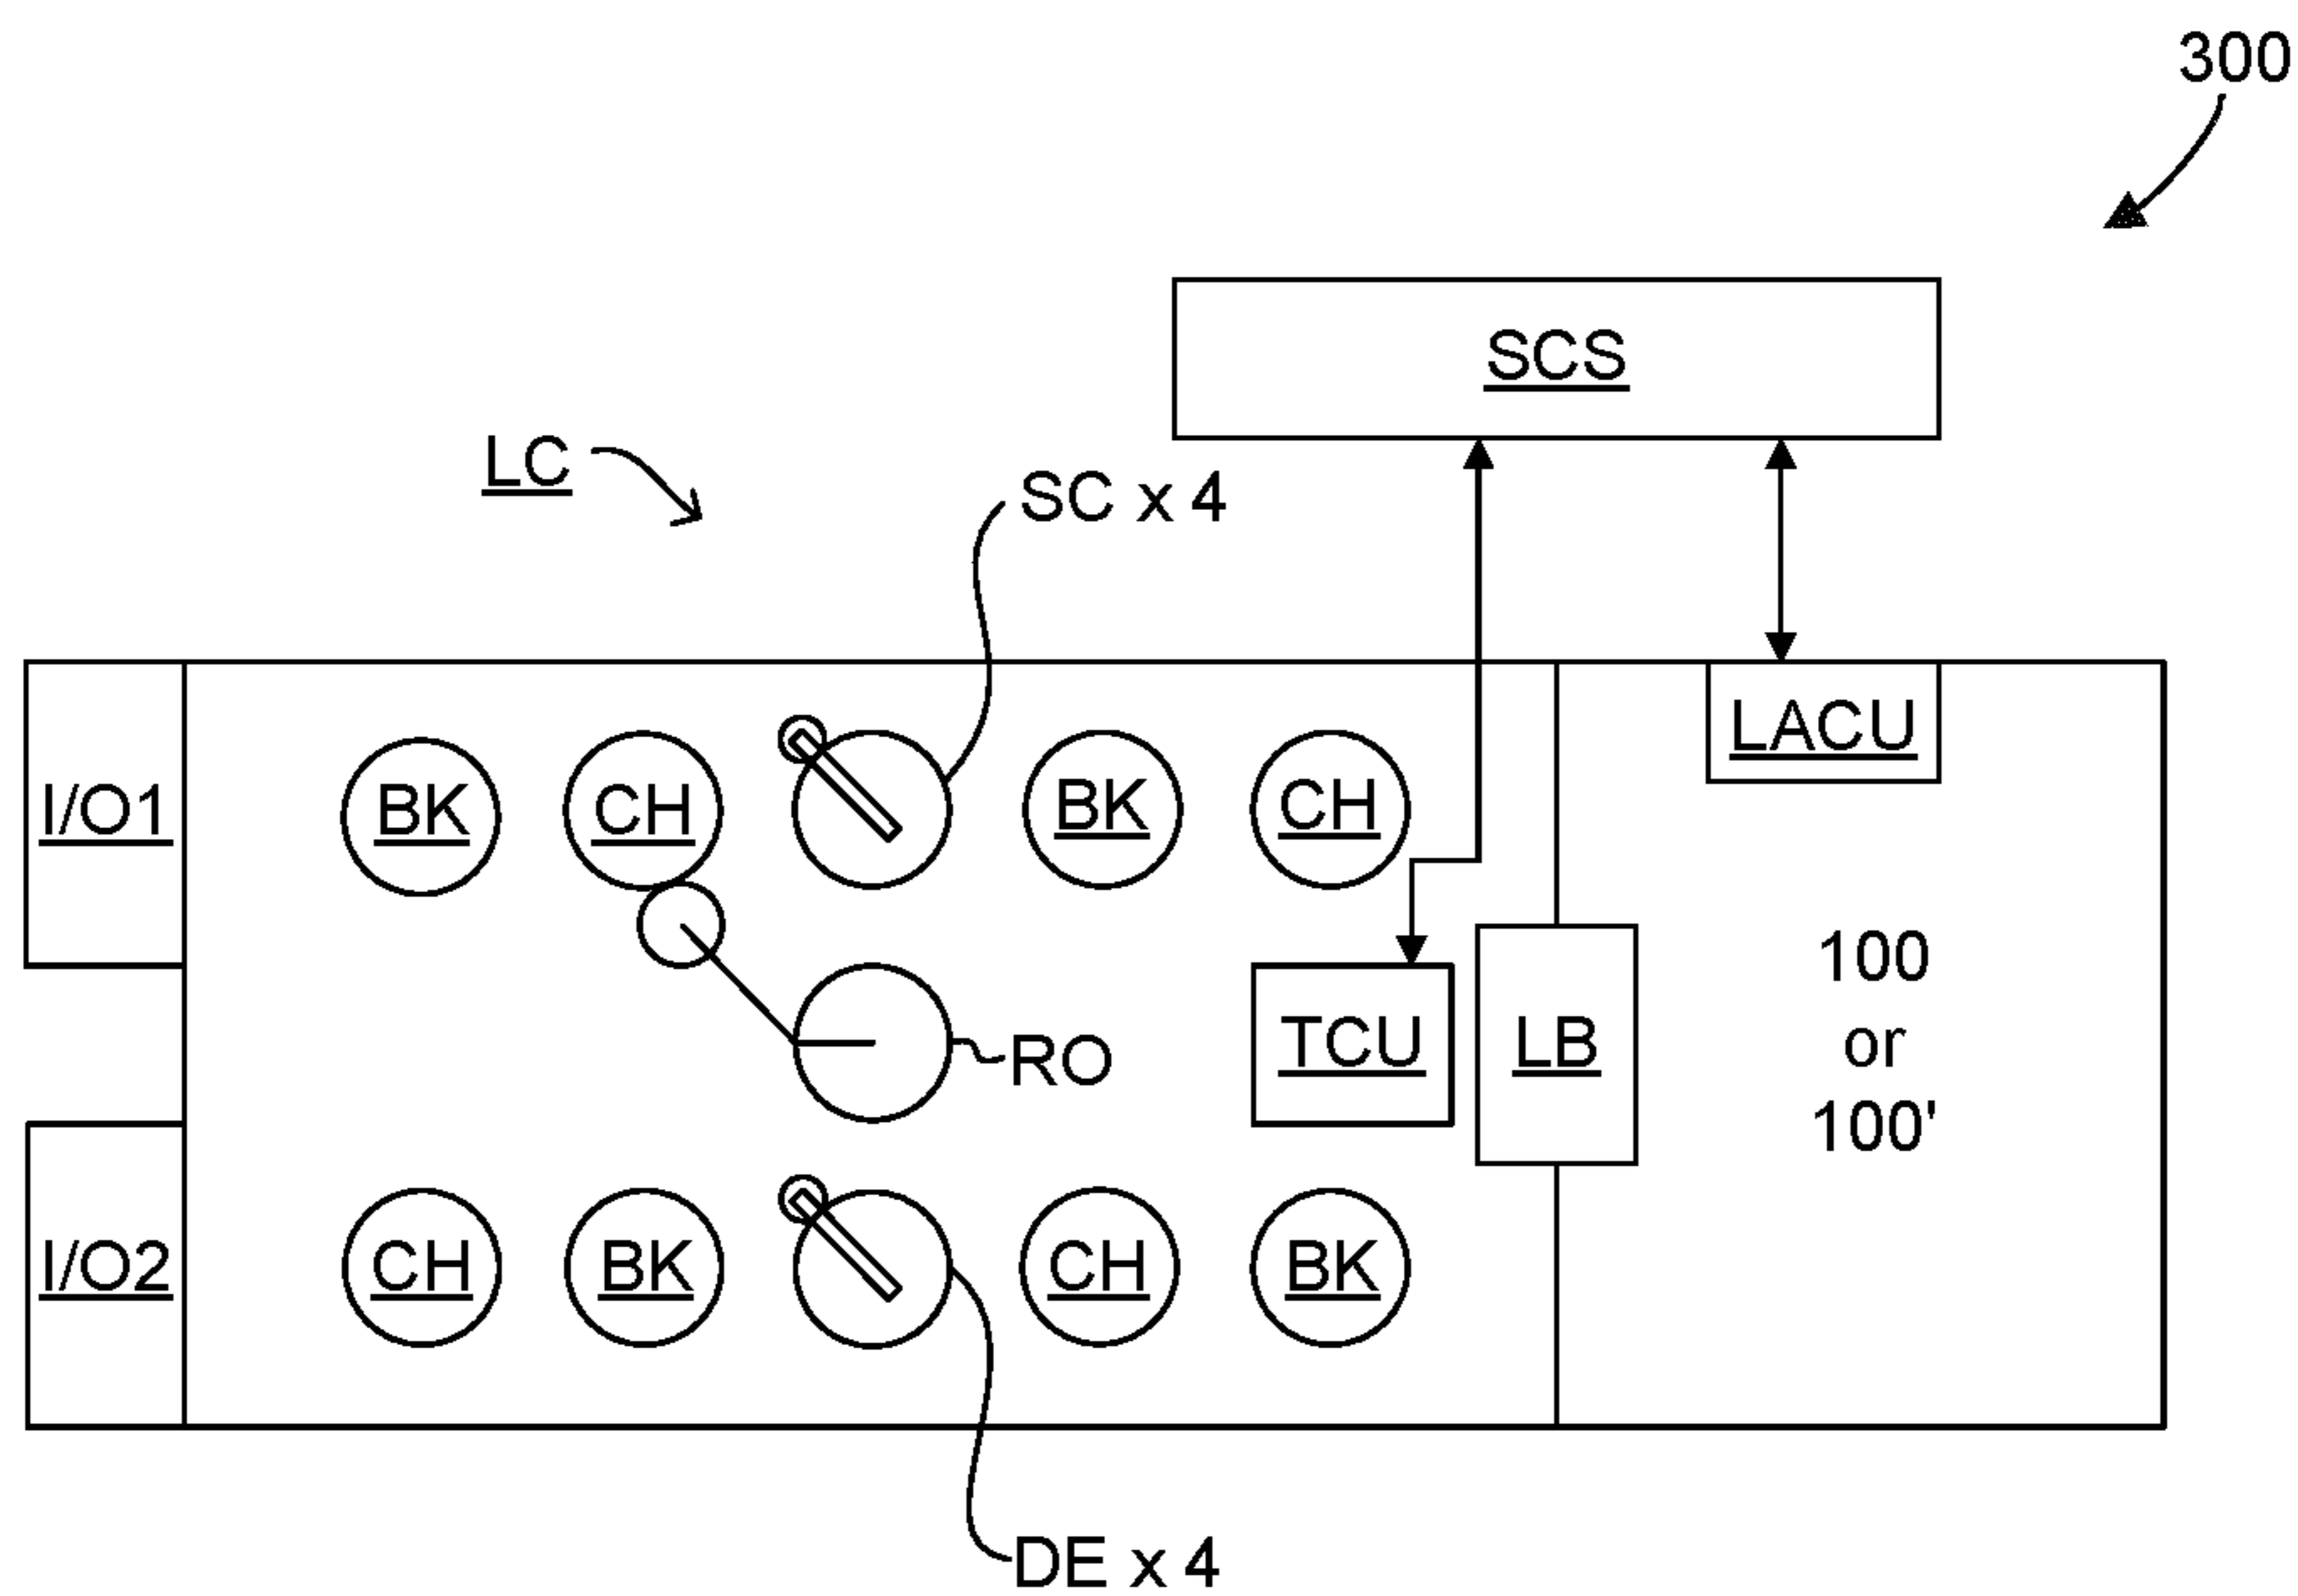 300
SCS
LC
SC x 4
LACU
I/O1
BK
CH
BK
CH
100
or
100'
TCU
LB
RO
I/O2
CH
BK
CH
BK
DE x 4